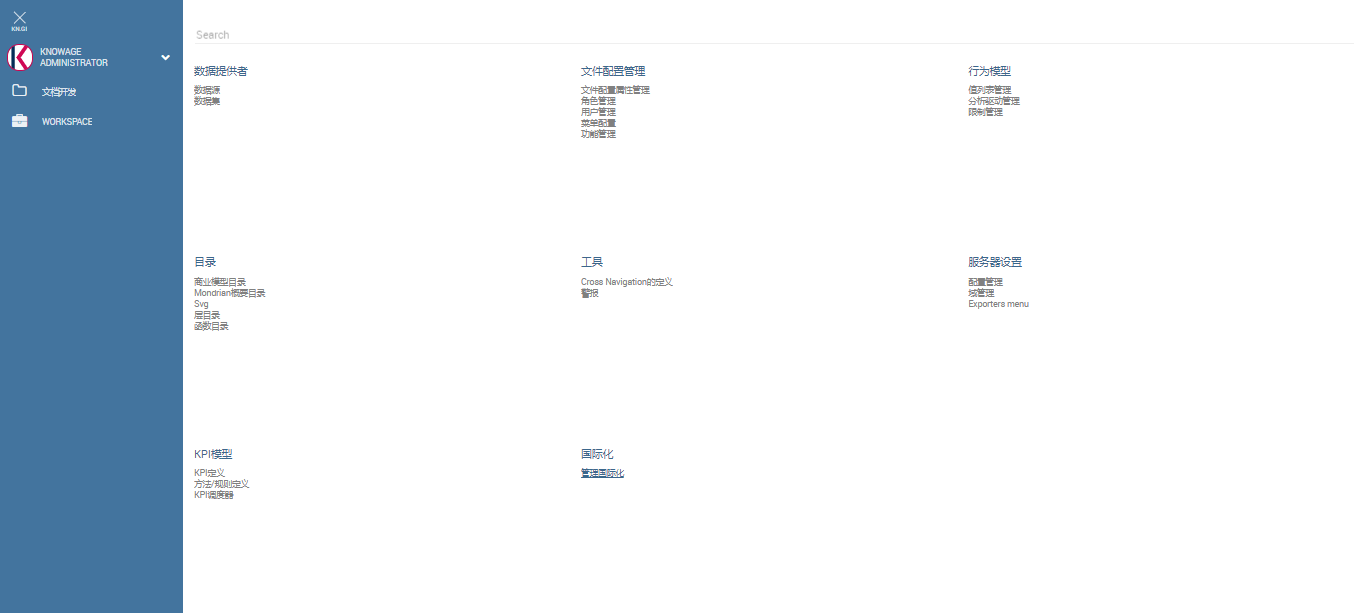 KN.GI
KNOWAGE
ADMINISTRATOR
文档开发
WORKSPACE
Search
数据提供者
数据源
数据集
文件配置管理
文件配置属性管理
角色管理
用户管理
菜单配置
功能管理
行为模型
值列表管理
分析驱动管理
限制管理
目录
商业模型目录
Mondrian概要目录
Svg
层目录
函数目录
工具
Cross Navigation的定义
警报
服务器设置
配置管理
域管理
Exporters menu
KPI模型
KPI定义
方法/规则定义
KPI调度器
国际化
管理国际化